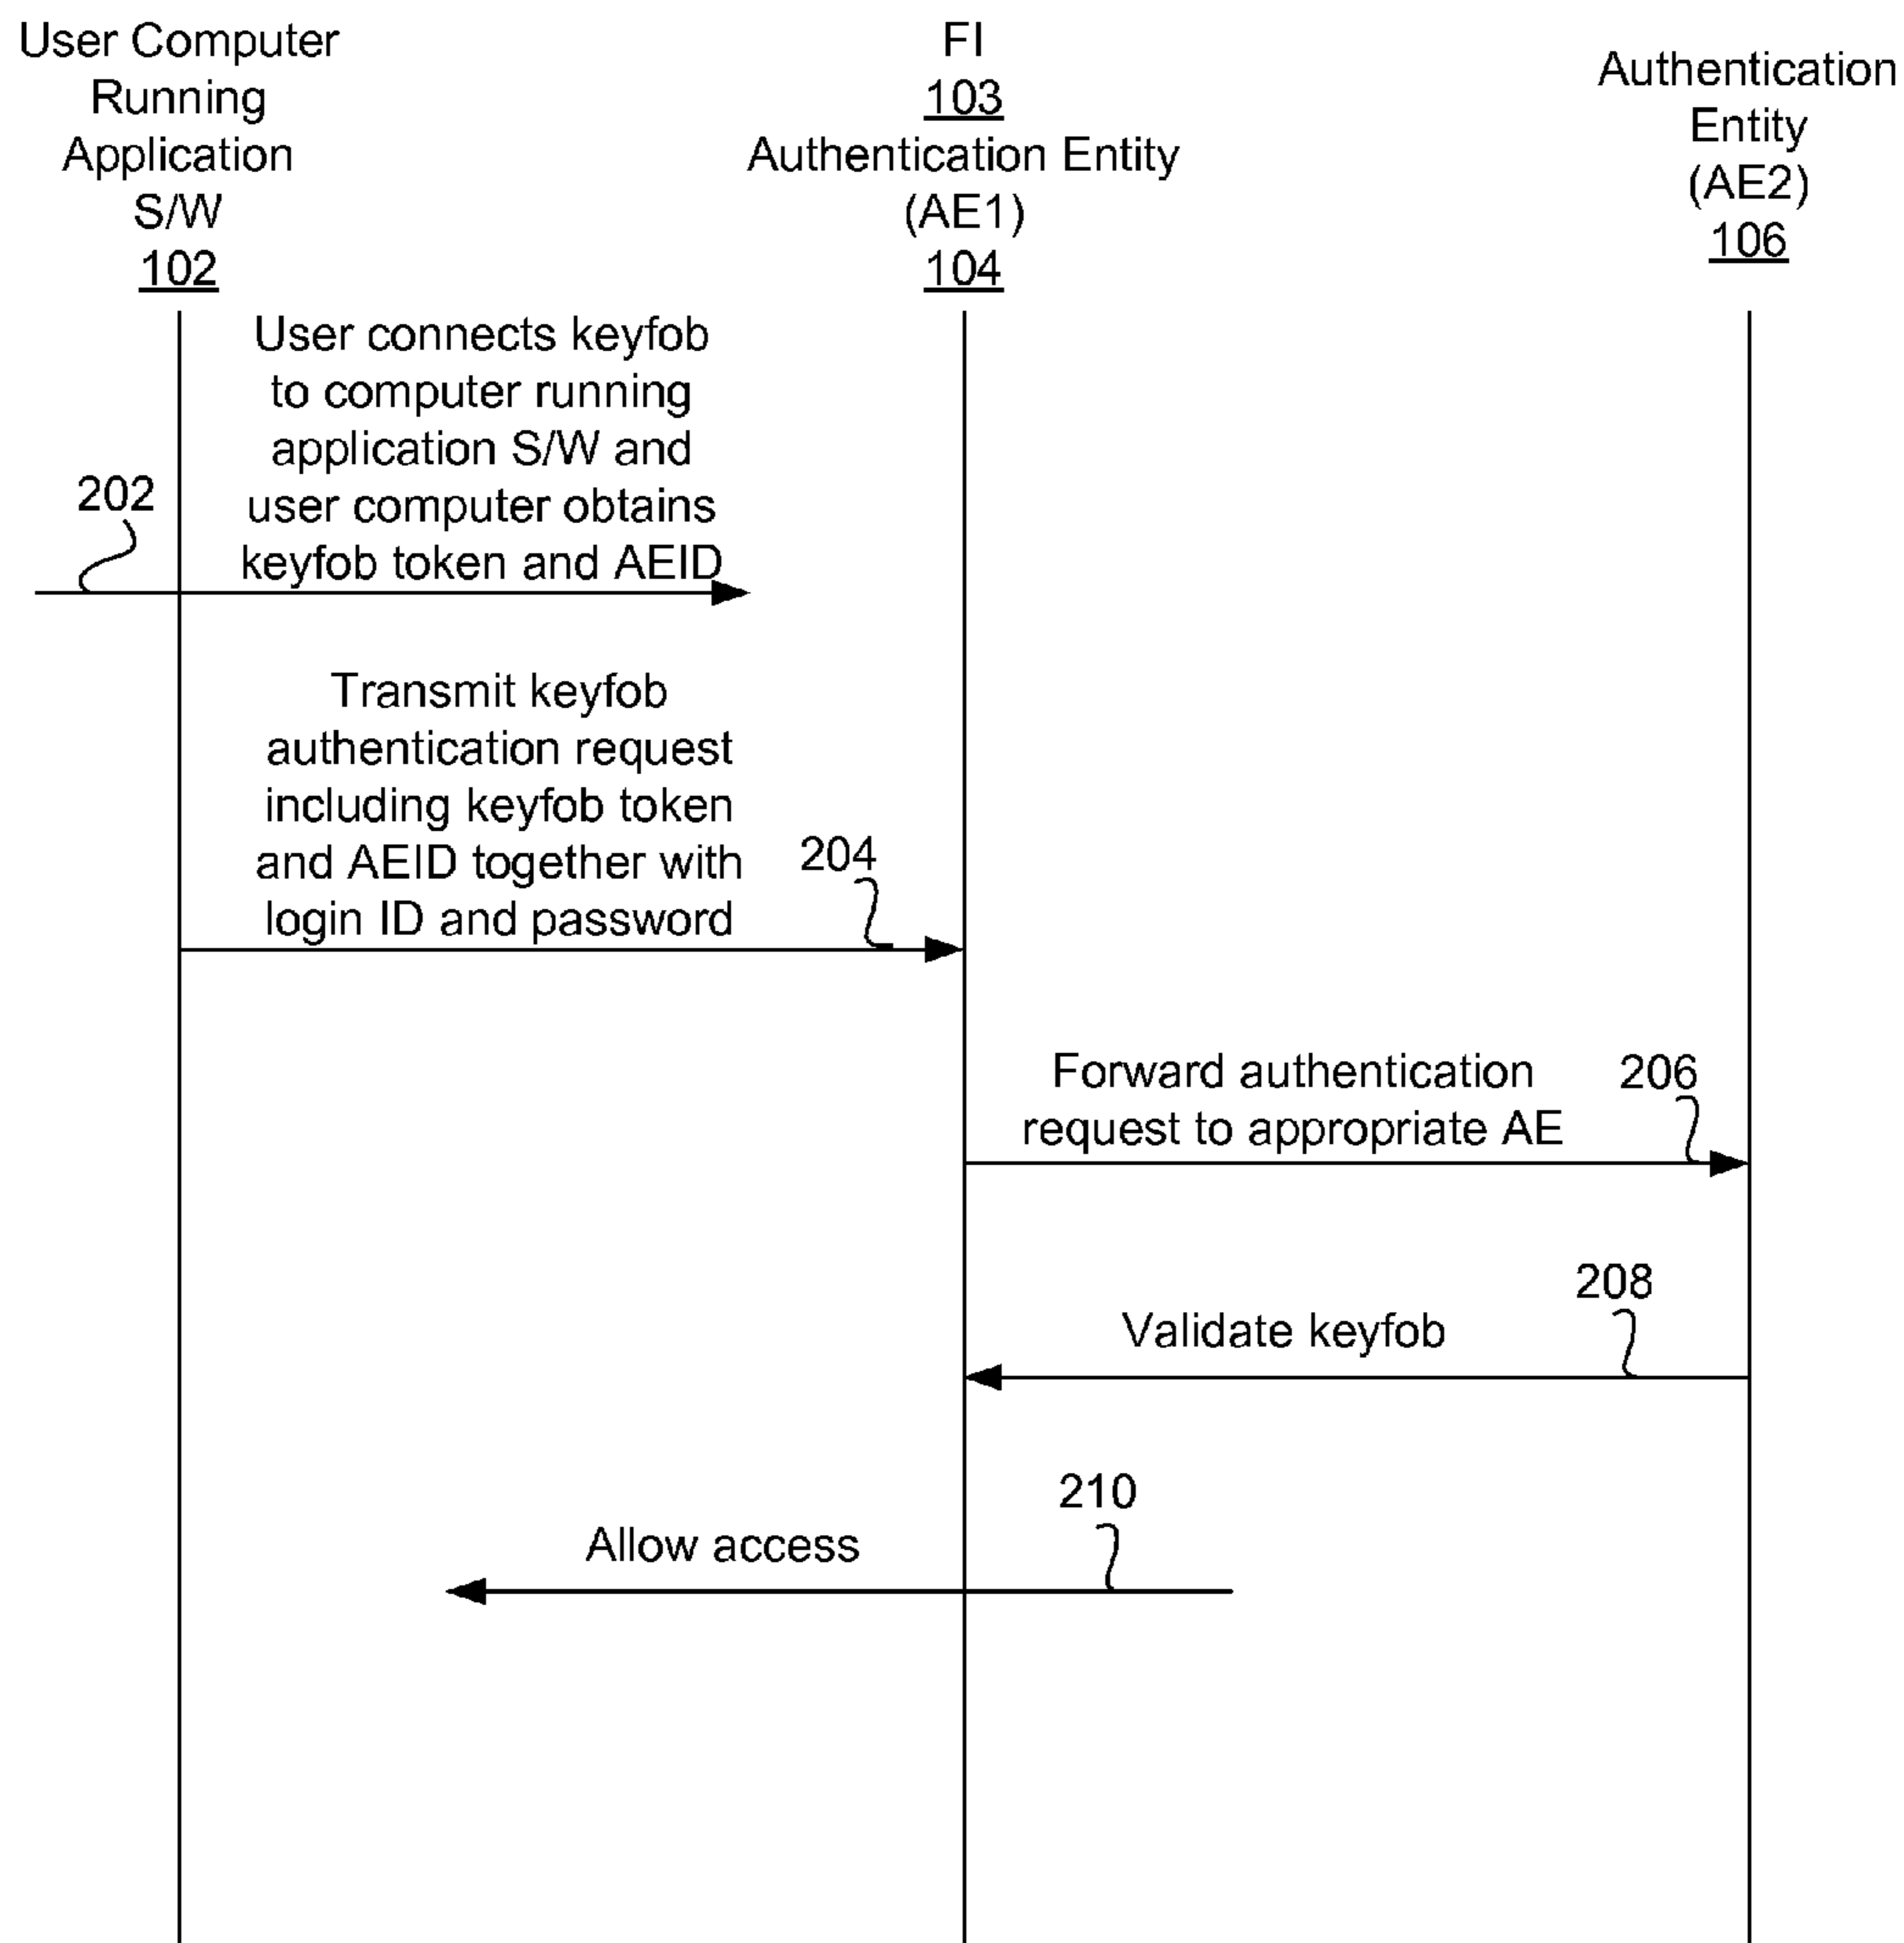 User Computer
Running
Application
S/W
102
FI
103
Authentication Entity
(AE1)
104
Authentication
Entity
(AE2)
106
User connects keyfob
to computer running
application S/W and
user computer obtains
keyfob token and AEID
202
Transmit keyfob
authentication request
including keyfob token
and AEID together with
login ID and password
204
Forward authentication
request to appropriate AE
206
Validate keyfob
208
Allow access
210